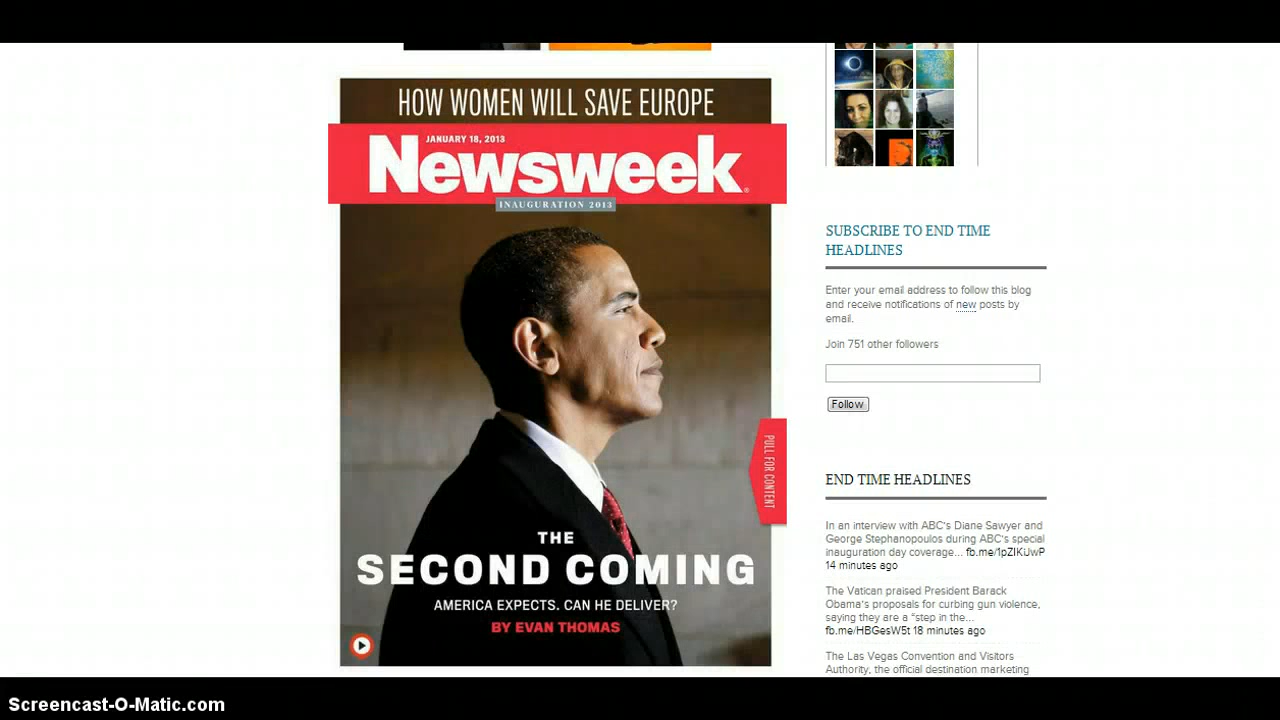 HOW WOMEN WILL SAVE EUROPE
JANUARY 18, 2013
Newsweek
INAUGURATION 2013
PULL FOR CONTENT
THE
SECOND COMING
AMERICA EXPECTS. CAN HE DELIVER?
BY EVAN THOMAS
SUBSCRIBE TO END TIME
HEADLINES
Enter your email address to follow this blog
and receive notifications of new posts by
email.
Join 751 other followers
Follow
END TIME HEADLINES
In an interview with ABC's Diane Sawyer and
George Stephanopoulos during ABC's special
inauguration day coverage... fb.me/1pZIKiJwP
14 minutes ago
The Vatican praised President Barack
Obama's proposals for curbing gun violence,
saying they are a "step in the...
fb.me/HBGesW5t 18 minutes ago
The Las Vegas Convention and Visitors
Authority, the official destination marketing
Screencast-O-Matic.com